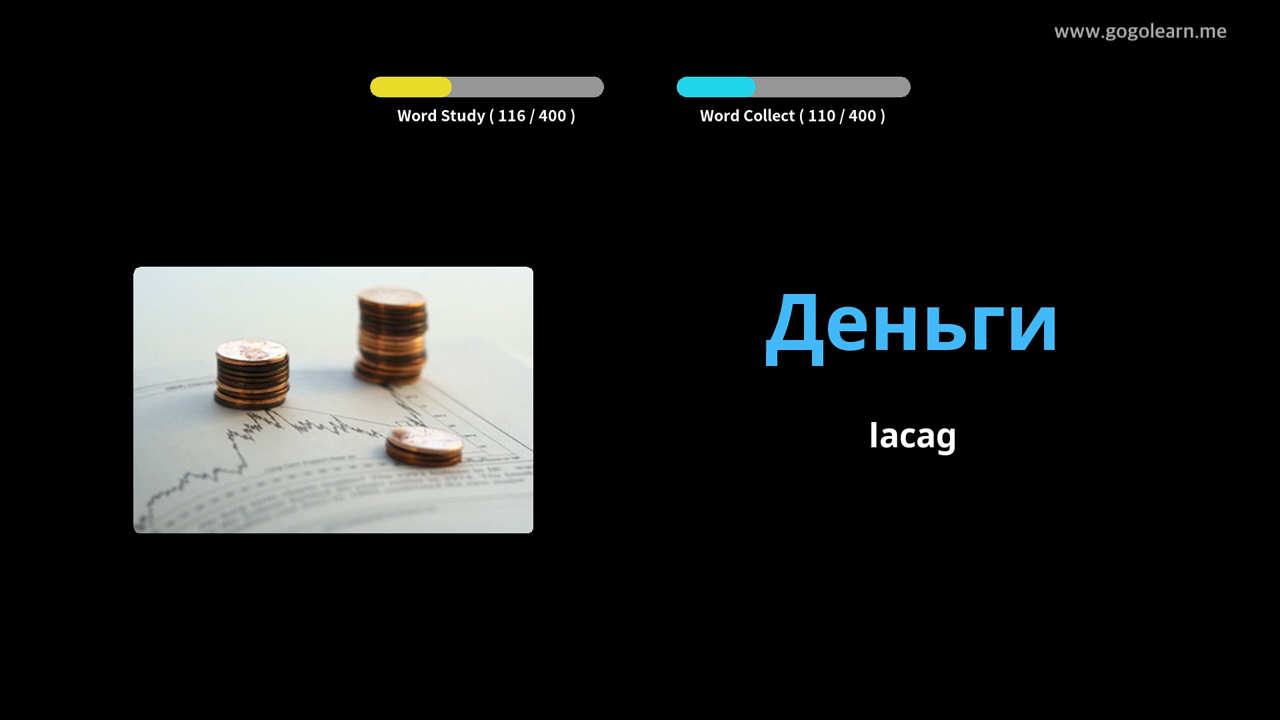 www.gogolearn.me
Word Study ( 116 / 400 )
Word Collect ( 110 / 400 )
Деньги
lacag